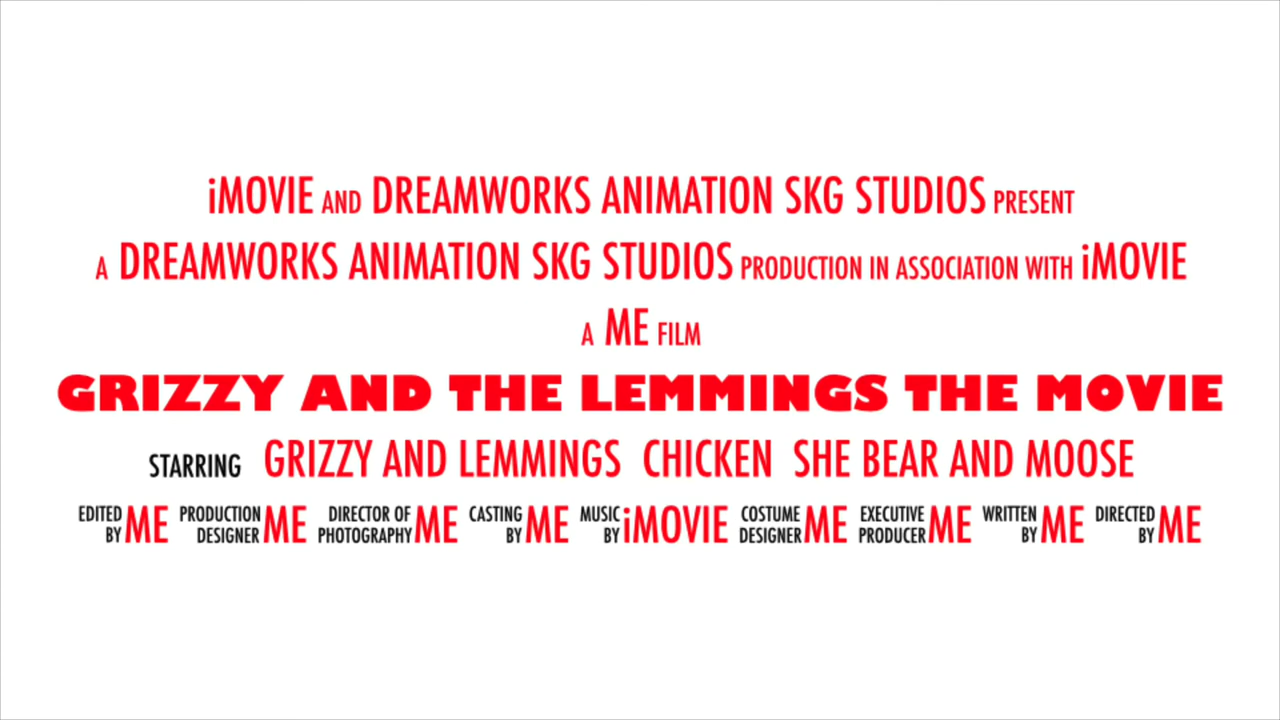 iMOVIE AND DREAMWORKS ANIMATION SKG STUDIOS PRESENT
A DREAMWORKS ANIMATION SKG STUDIOS PRODUCTION IN ASSOCIATION WITH iMOVIE
A ME FILM
GRIZZY AND THE LEMMINGS THE MOVIE
STARRING GRIZZY AND LEMMINGS CHICKEN SHE BEAR AND MOOSE
EDITED BY ME PRODUCTION DESIGNER ME DIRECTOR OF PHOTOGRAPHY ME CASTING BY ME MUSIC BY iMOVIE COSTUME DESIGNER ME EXECUTIVE PRODUCER ME WRITTEN BY ME DIRECTED BY ME